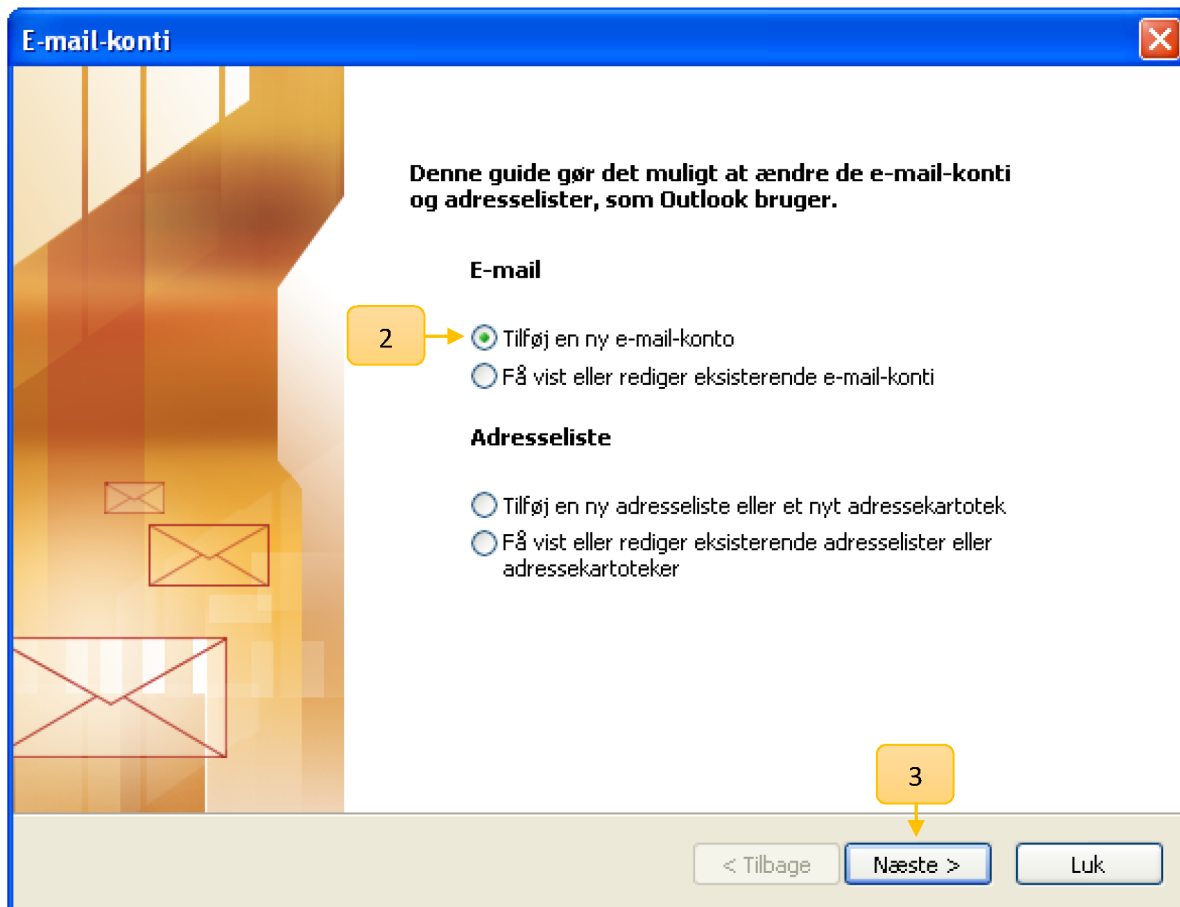 E-mail-konti
Denne guide gør det muligt at ændre de e-mail-konti
og adresselister, som Outlook bruger.
E-mail
2
Tilføj en ny e-mail-konto
Få vist eller rediger eksisterende e-mail-konti
Adresseliste
Tilføj en ny adresseliste eller et nyt adressekartotek
Få vist eller rediger eksisterende adresselister eller
adressekartoteker
3
< Tilbage
Næste >
Luk